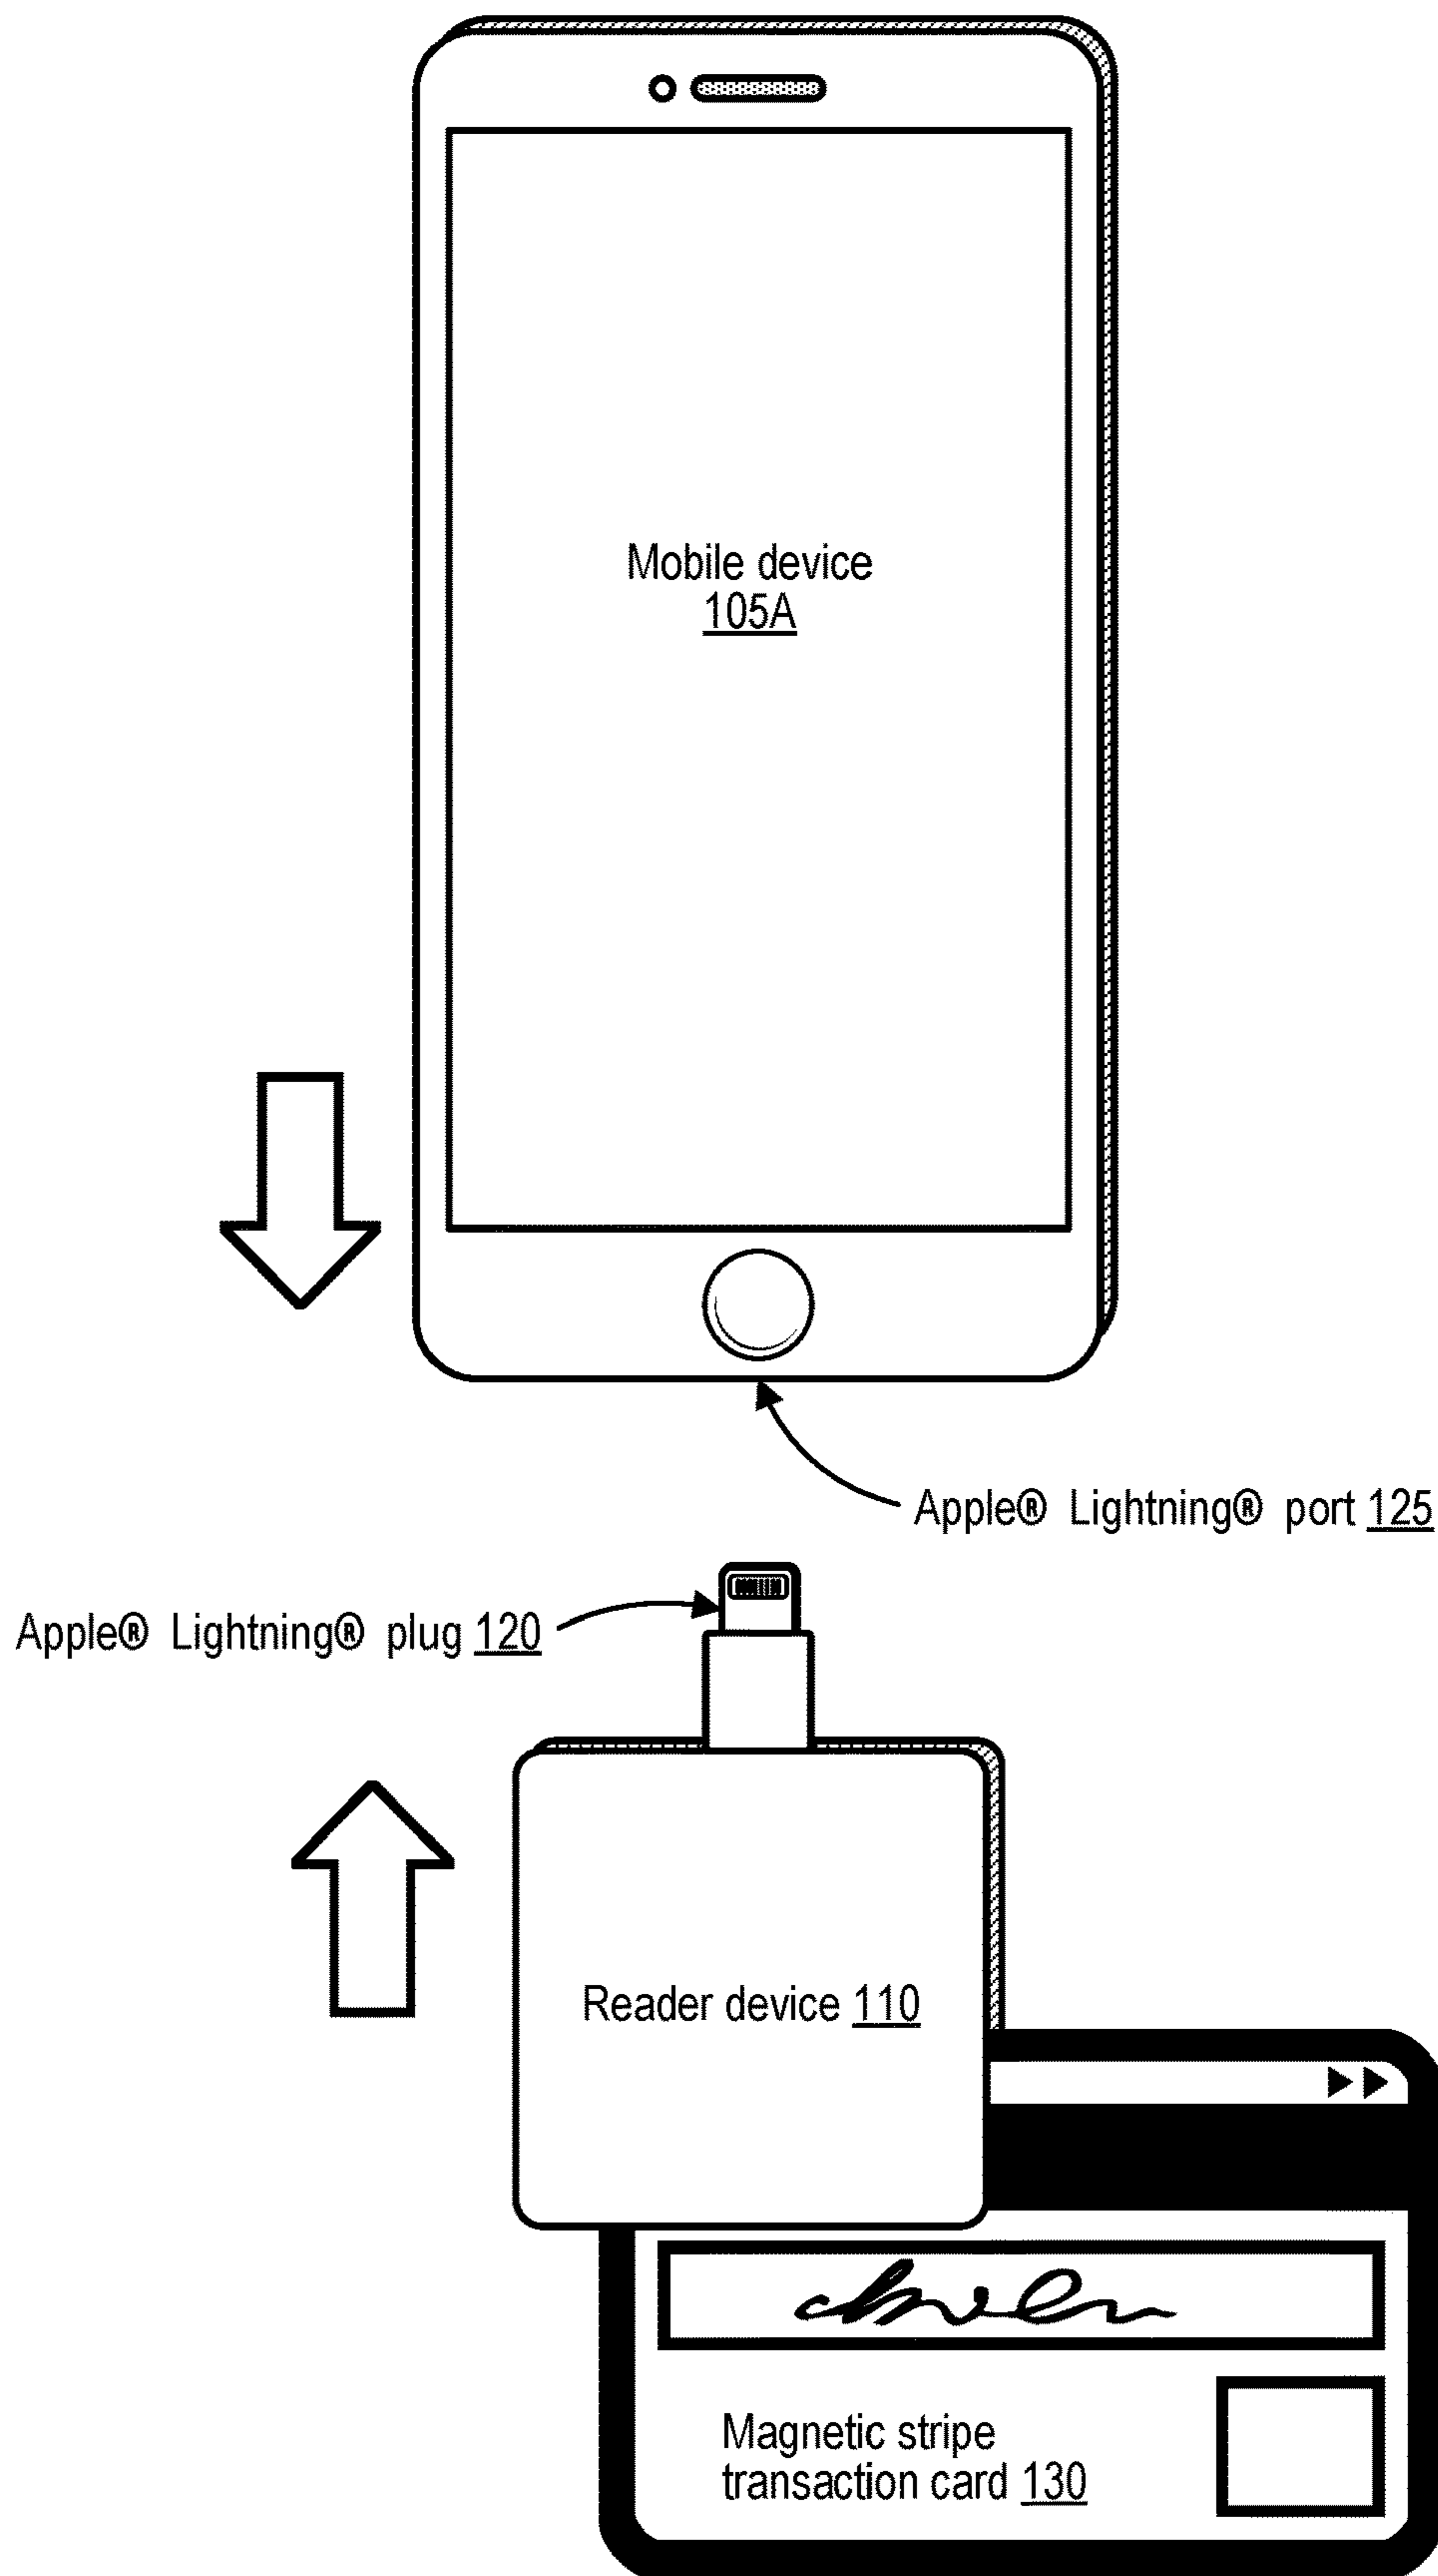 Mobile device
105A
Apple® Lightning® port 125
Apple® Lightning® plug 120
Reader device 110
Magnetic stripe
transaction card 130